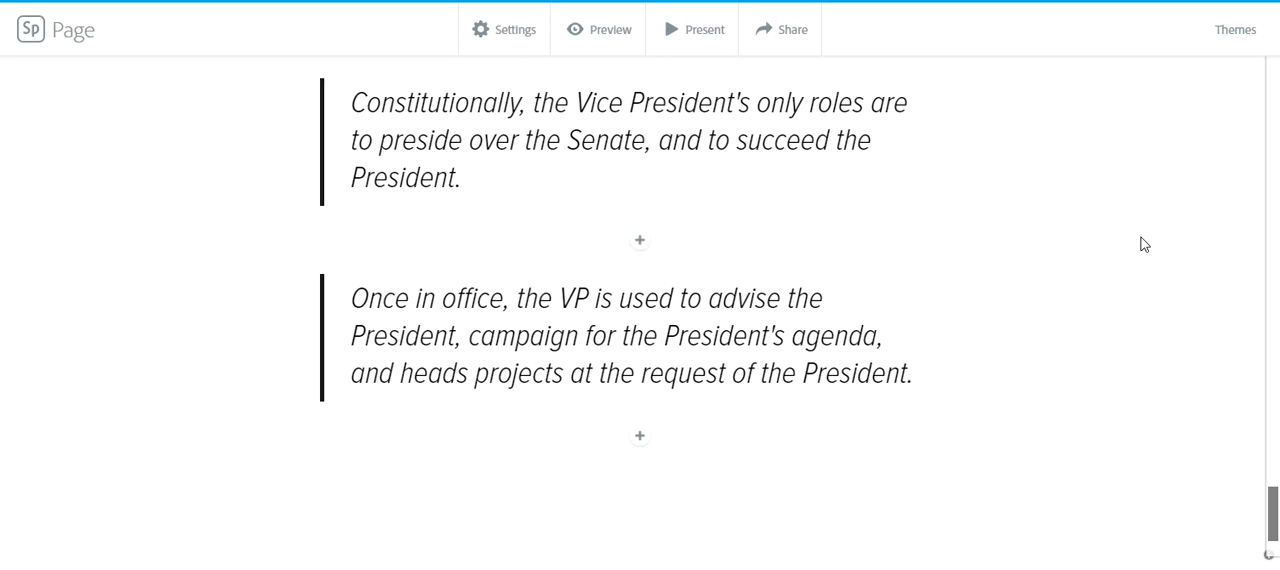 Sp Page
Settings
Preview
Present
Share
Themes
Constitutionally, the Vice President's only roles are
to preside over the Senate, and to succeed the
President.
+
Once in office, the VP is used to advise the
President, campaign for the President's agenda,
and heads projects at the request of the President.
+